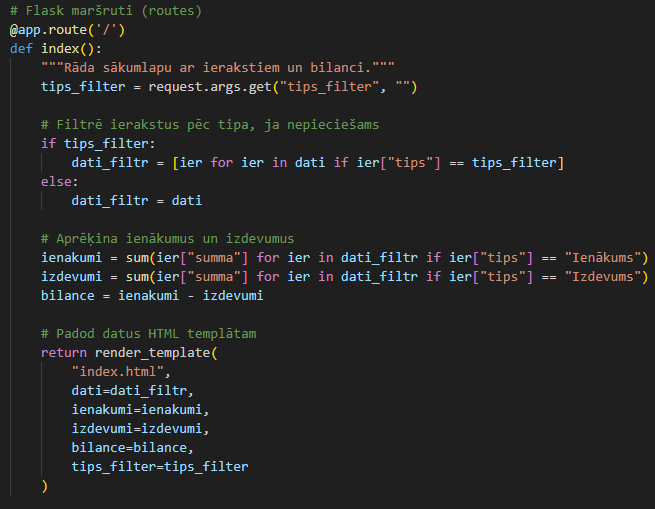 # Flask maršruti (routes)
@app.route('/')
def index():
    """Rāda sākumlapu ar ierakstiem un bilanci."""
    tips_filter = request.args.get("tips_filter", "")

    # Filtrē ierakstus pēc tipa, ja nepieciešams
    if tips_filter:
        dati_filtr = [ier for ier in dati if ier["tips"] == tips_filter]
    else:
        dati_filtr = dati

    # Aprēķina ienākumus un izdevumus
    ienakumi = sum(ier["summa"] for ier in dati_filtr if ier["tips"] == "Ienākums")
    izdevumi = sum(ier["summa"] for ier in dati_filtr if ier["tips"] == "Izdevums")
    bilance = ienakumi - izdevumi

    # Padod datus HTML templātam
    return render_template(
        "index.html",
        dati=dati_filtr,
        ienakumi=ienakumi,
        izdevumi=izdevumi,
        bilance=bilance,
        tips_filter=tips_filter
    )